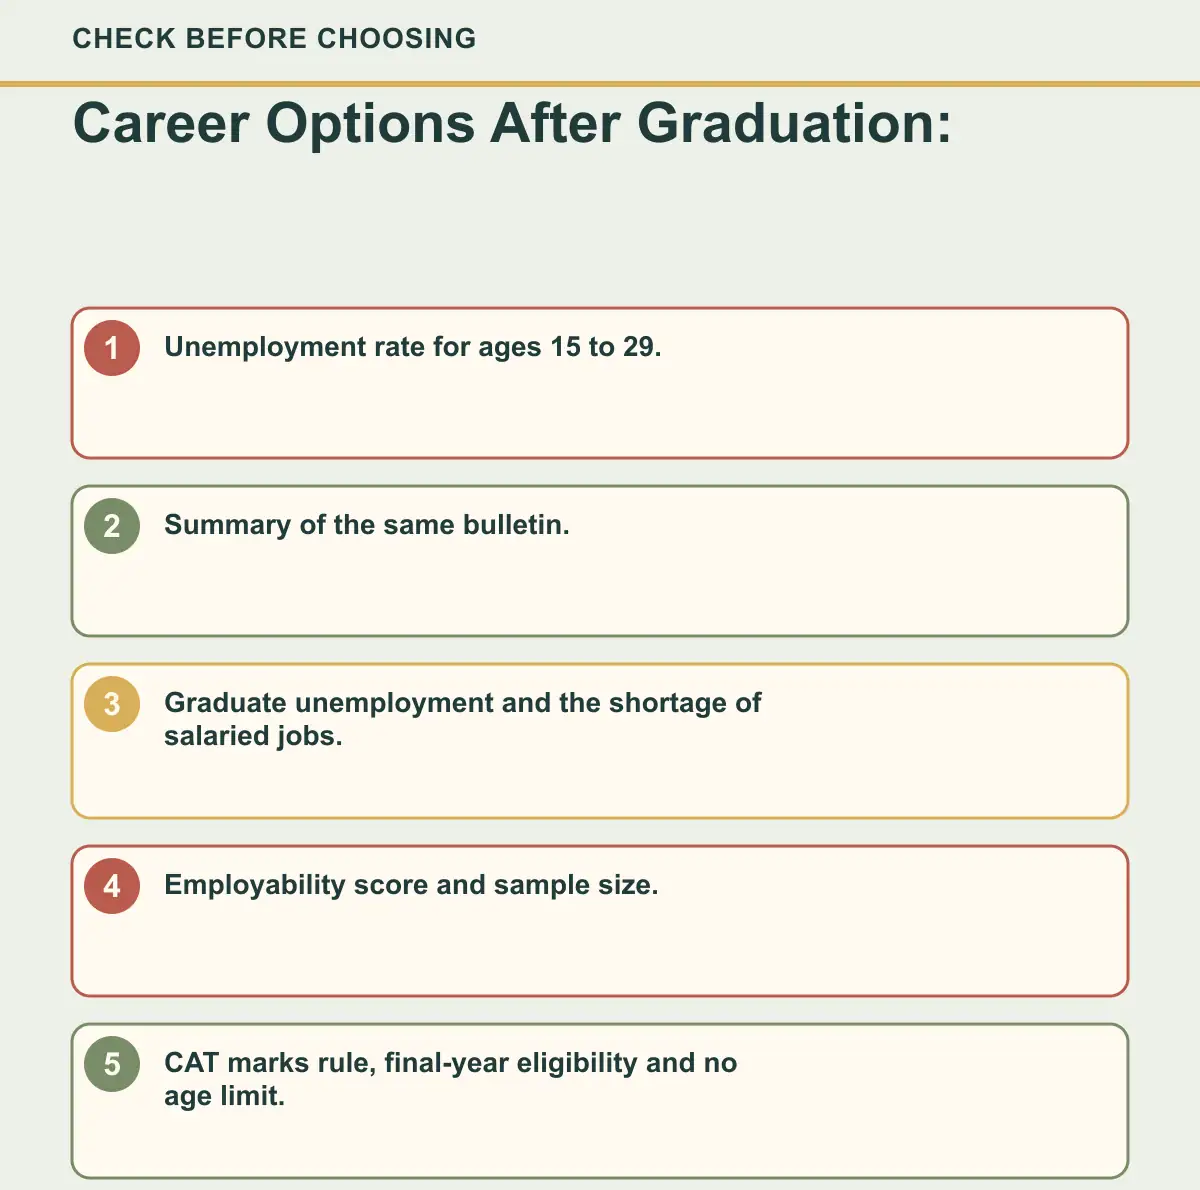 CHECK BEFORE CHOOSING
Career Options After Graduation:
1
Unemployment rate for ages 15 to 29.
2
Summary of the same bulletin.
3
Graduate unemployment and the shortage of
salaried jobs.
4
Employability score and sample size.
5
CAT marks rule, final-year eligibility and no
age limit.